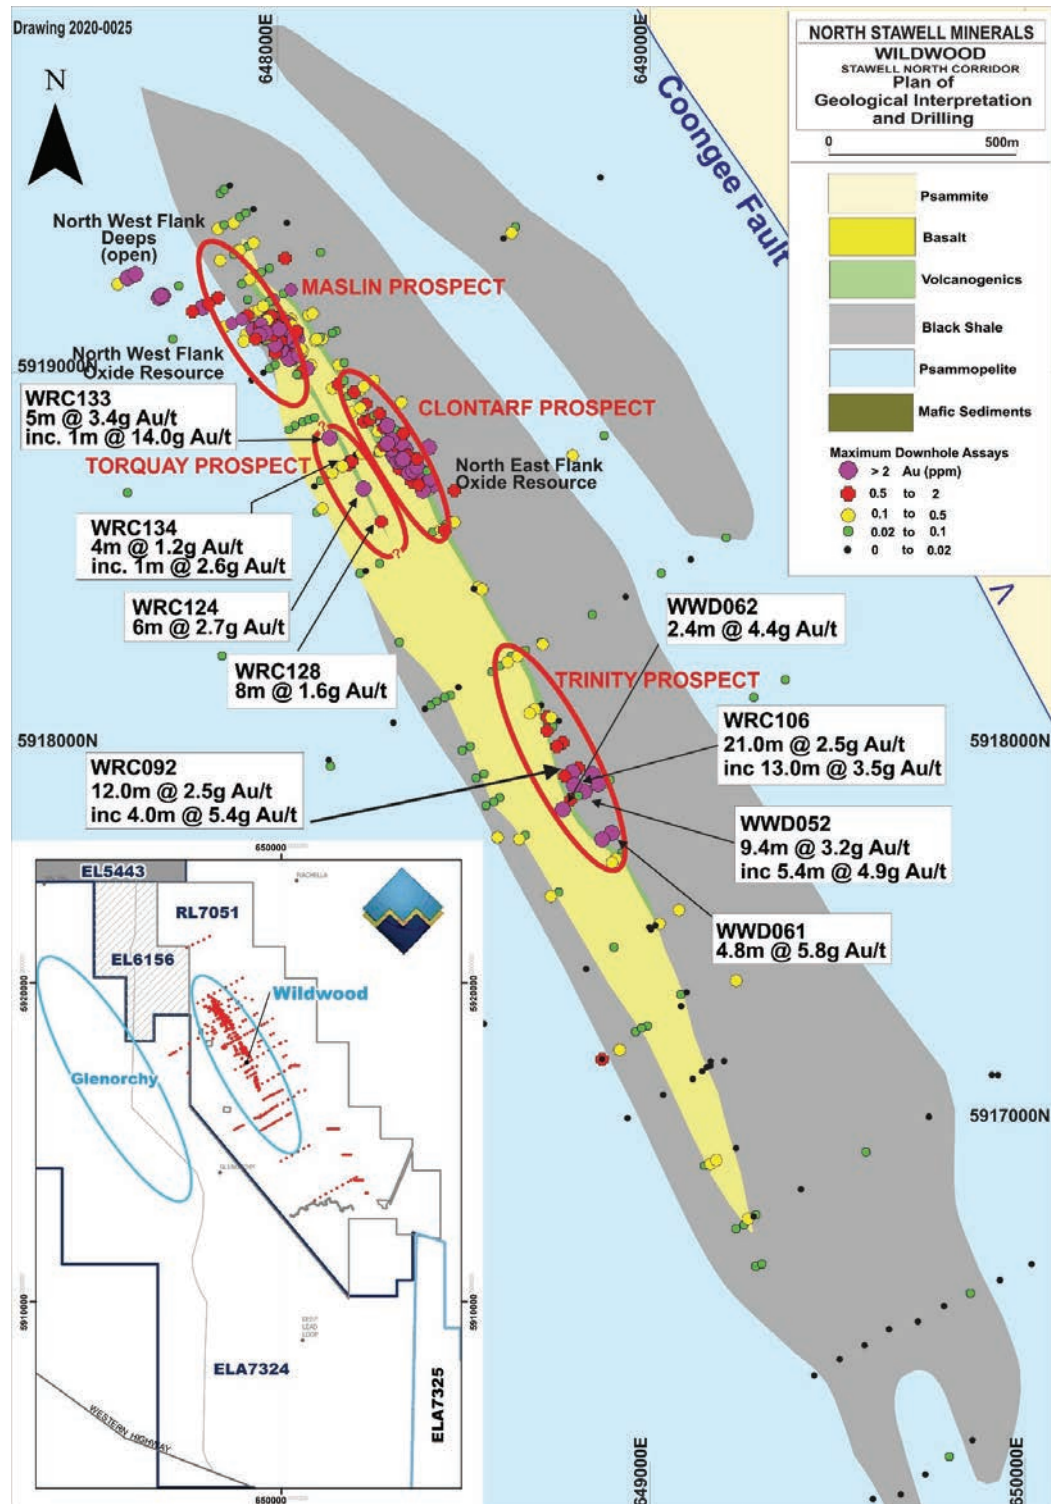 Drawing 2020-0025
N
648000E
649000E
Coongee Fault
NORTH STAWELL MINERALS
WILDWOOD
STAWELL NORTH CORRIDOR
Plan of
Geological Interpretation
and Drilling
0 500m
Psammite
Basalt
Volcanogenics
Black Shale
Psammopelite
Mafic Sediments
Maximum Downhole Assays
> 2 Au (ppm)
0.5 to 2
0.1 to 0.5
0.02 to 0.1
0 to 0.02
North West Flank
Deeps
(open)
MASLIN PROSPECT
5919000N
North West Flank
Oxide Resource
WRC133
5m @ 3.4g Au/t
inc. 1m @ 14.0g Au/t
CLONTARF PROSPECT
?
TORQUAY PROSPECT
North East Flank
Oxide Resource
WRC134
4m @ 1.2g Au/t
inc. 1m @ 2.6g Au/t
?
WRC124
6m @ 2.7g Au/t
WRC128
8m @ 1.6g Au/t
WWD062
2.4m @ 4.4g Au/t
TRINITY PROSPECT
5918000N
5918000N
WRC106
21.0m @ 2.5g Au/t
inc 13.0m @ 3.5g Au/t
WRC092
12.0m @ 2.5g Au/t
inc 4.0m @ 5.4g Au/t
WWD052
9.4m @ 3.2g Au/t
inc 5.4m @ 4.9g Au/t
WWD061
4.8m @ 5.8g Au/t
5917000N
649000E
650000E
650000
EL5443
RL7051
EL6156
5920000
5920000
Wildwood
Glenorchy
GLENORCHY
5910000
5910000
DEEP
LEAD
LOOP
ELA7324
ELA7325
WESTERN HIGHWAY
650000